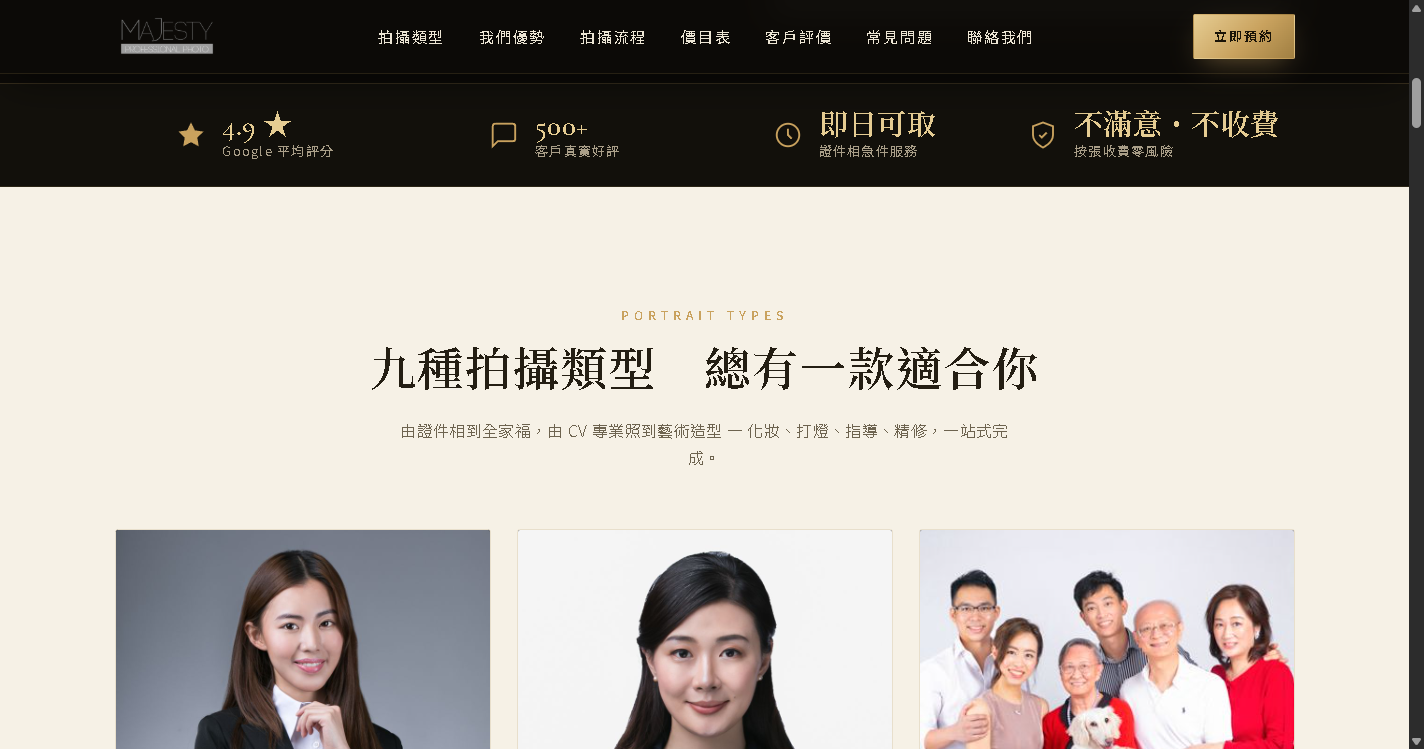 MAJESTY
PROFESSIONAL PHOTO
拍攝類型 我們優勢 拍攝流程 價目表 客戶評價 常見問題 聯絡我們
立即預約
4.9 ★
Google 平均評分
500+
客戶真實好評
即日可取
證件相急件服務
不滿意・不收費
按張收費零風險
PORTRAIT TYPES
九種拍攝類型　總有一款適合你
由證件相到全家福，由 CV 專業照到藝術造型 — 化妝、打燈、指導、精修，一站式完
成。